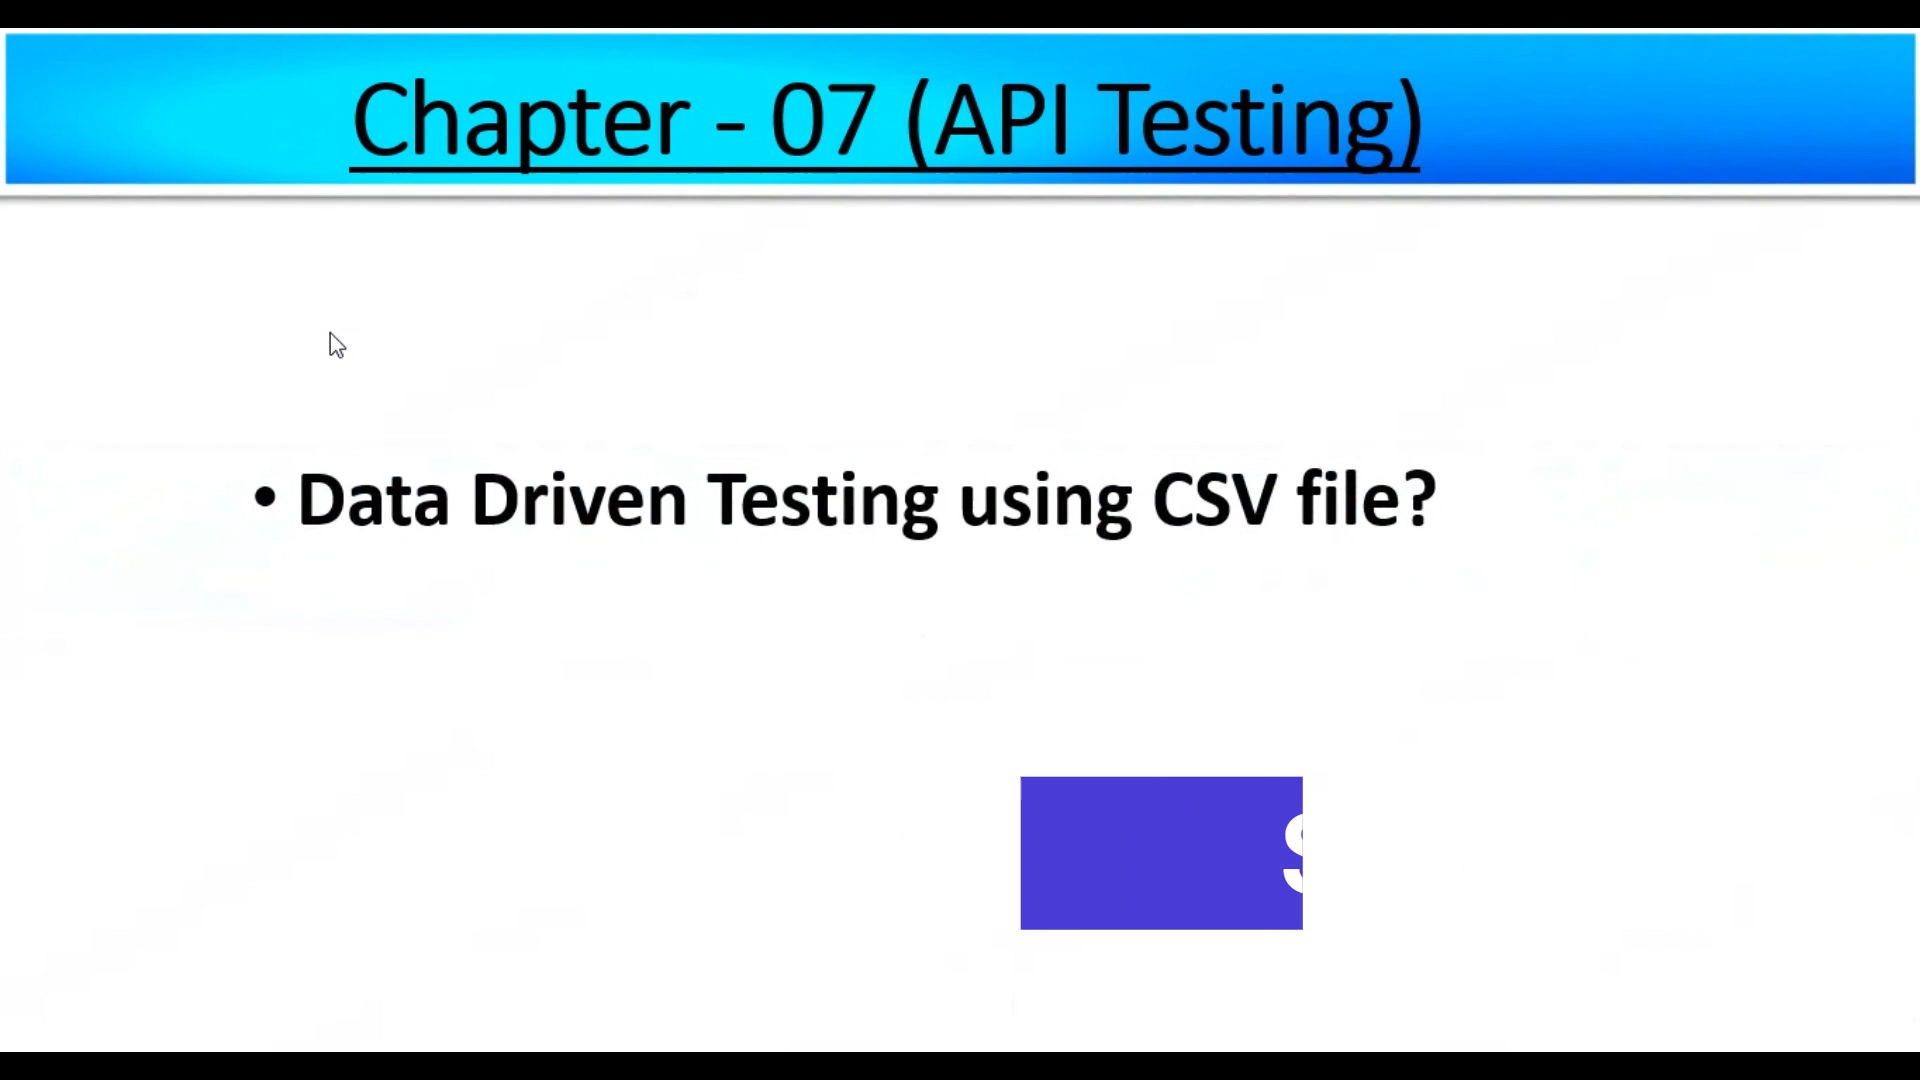 Chapter - 07 (API Testing)
• Data Driven Testing using CSV file?